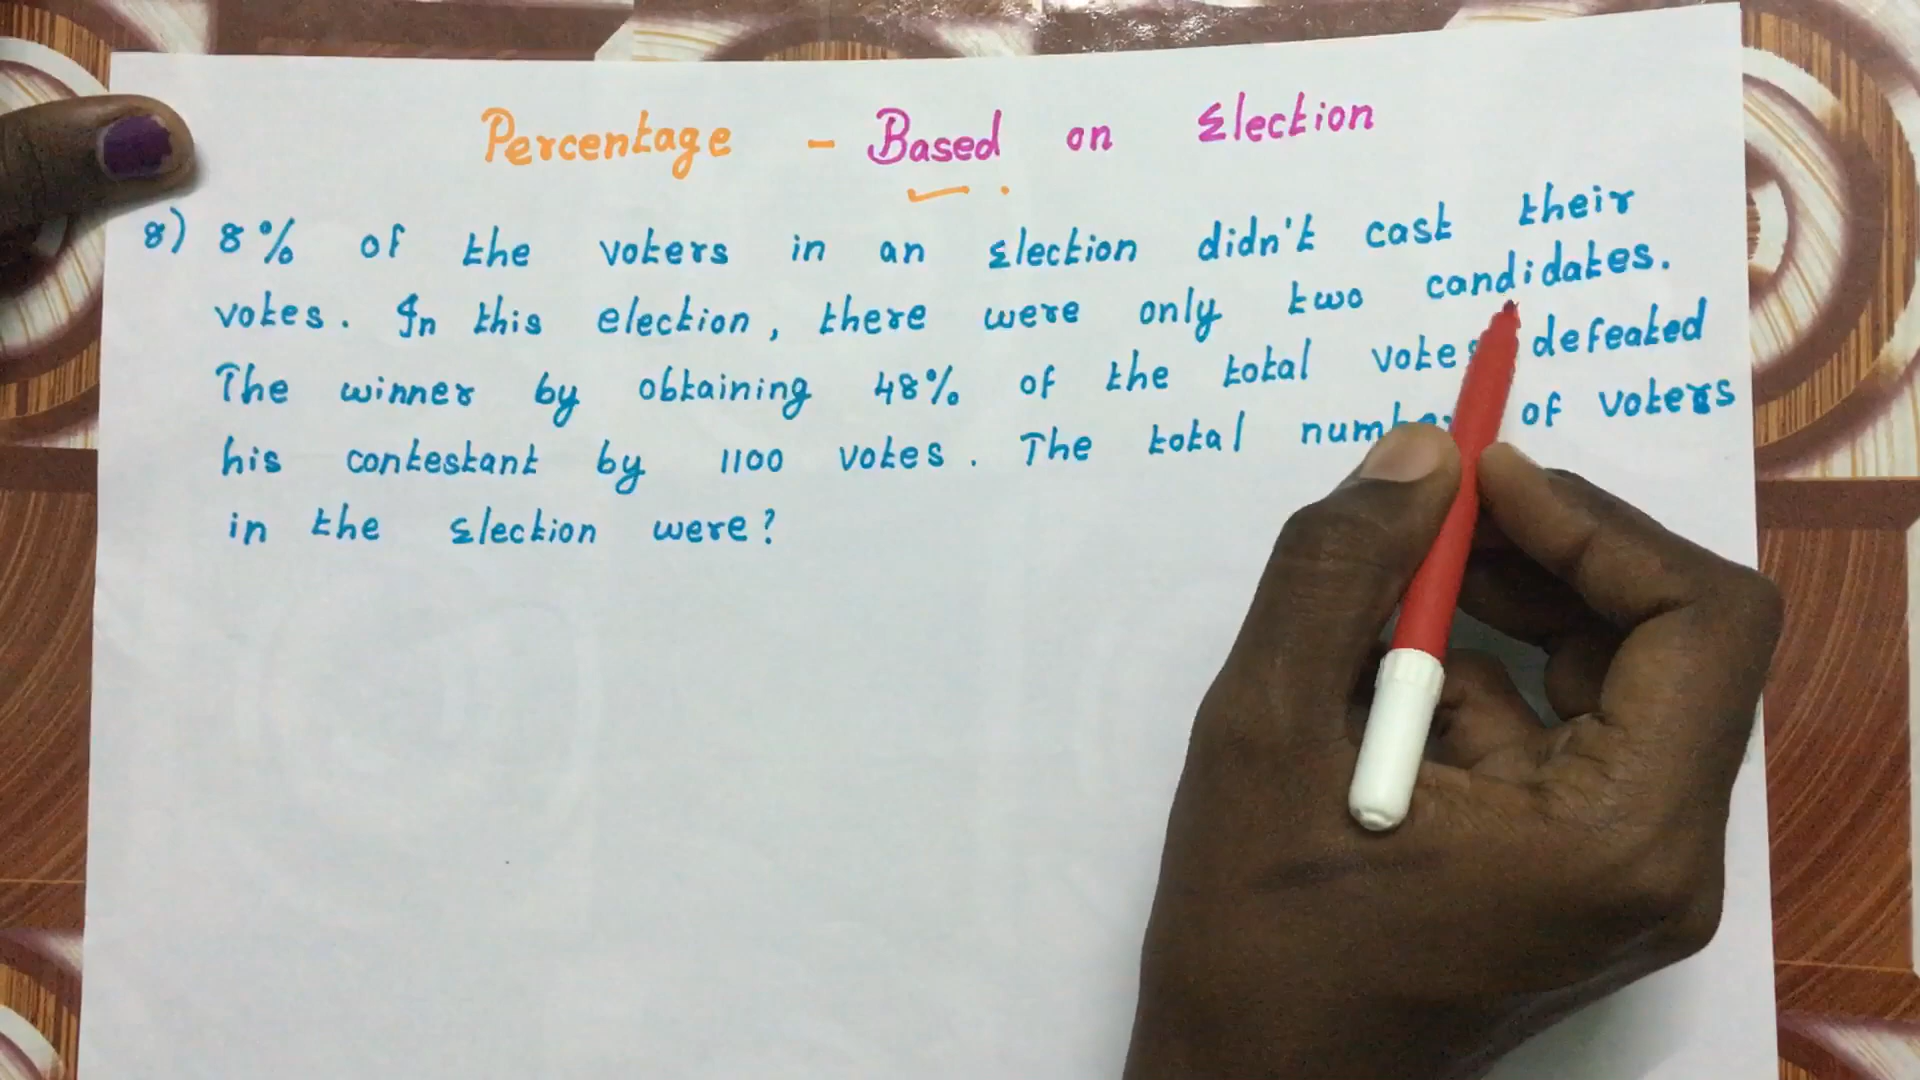 Percentage - Based on Election
8) 8% of the voters in an Election didn't cast their
votes. In this election, there were only two candidates.
The winner by obtaining 48% of the total votes defeated
his contestant by 1100 votes. The total number of voters
in the Election were?